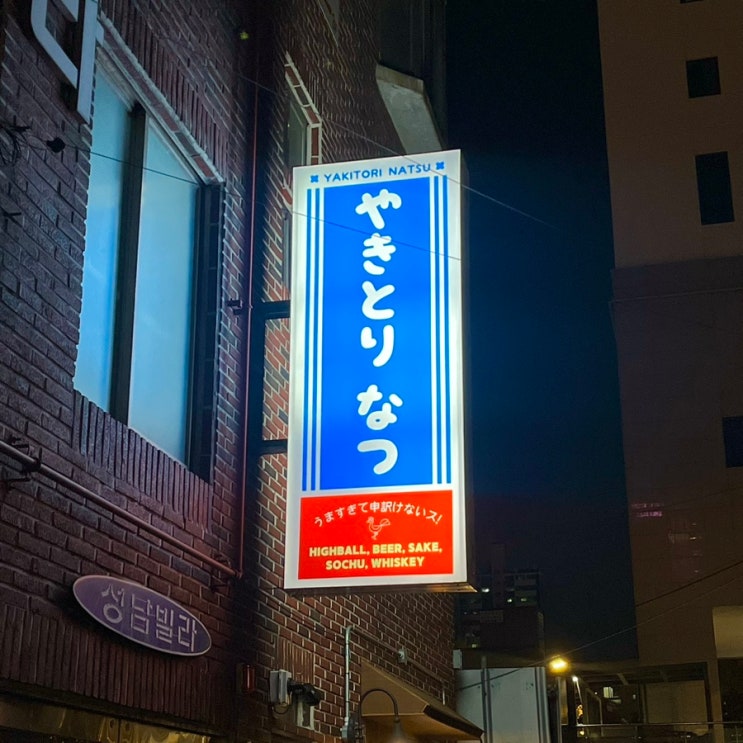 YAKITORI NATSU
やきとり なつ
うますぎて申訳けないス!
HIGHBALL, BEER, SAKE,
SOCHU, WHISKEY
성남빌라